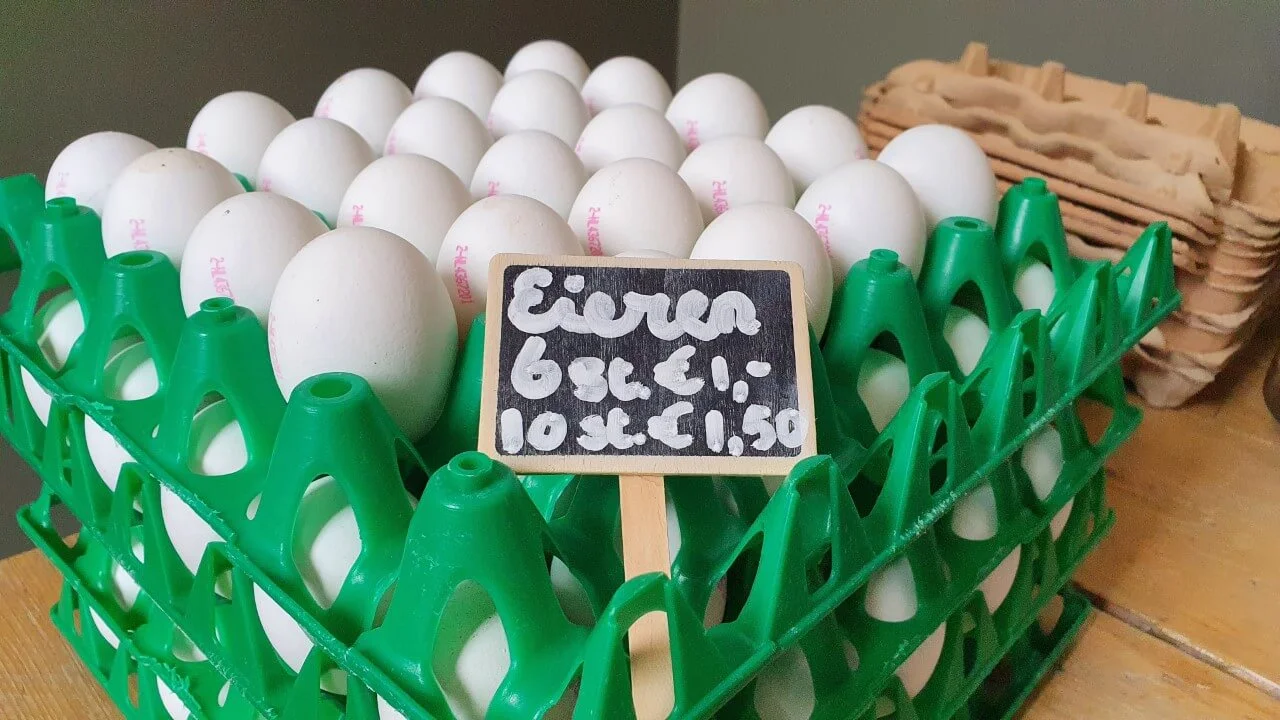 Eieren
6 st. € 1,-
10 st. € 1,50